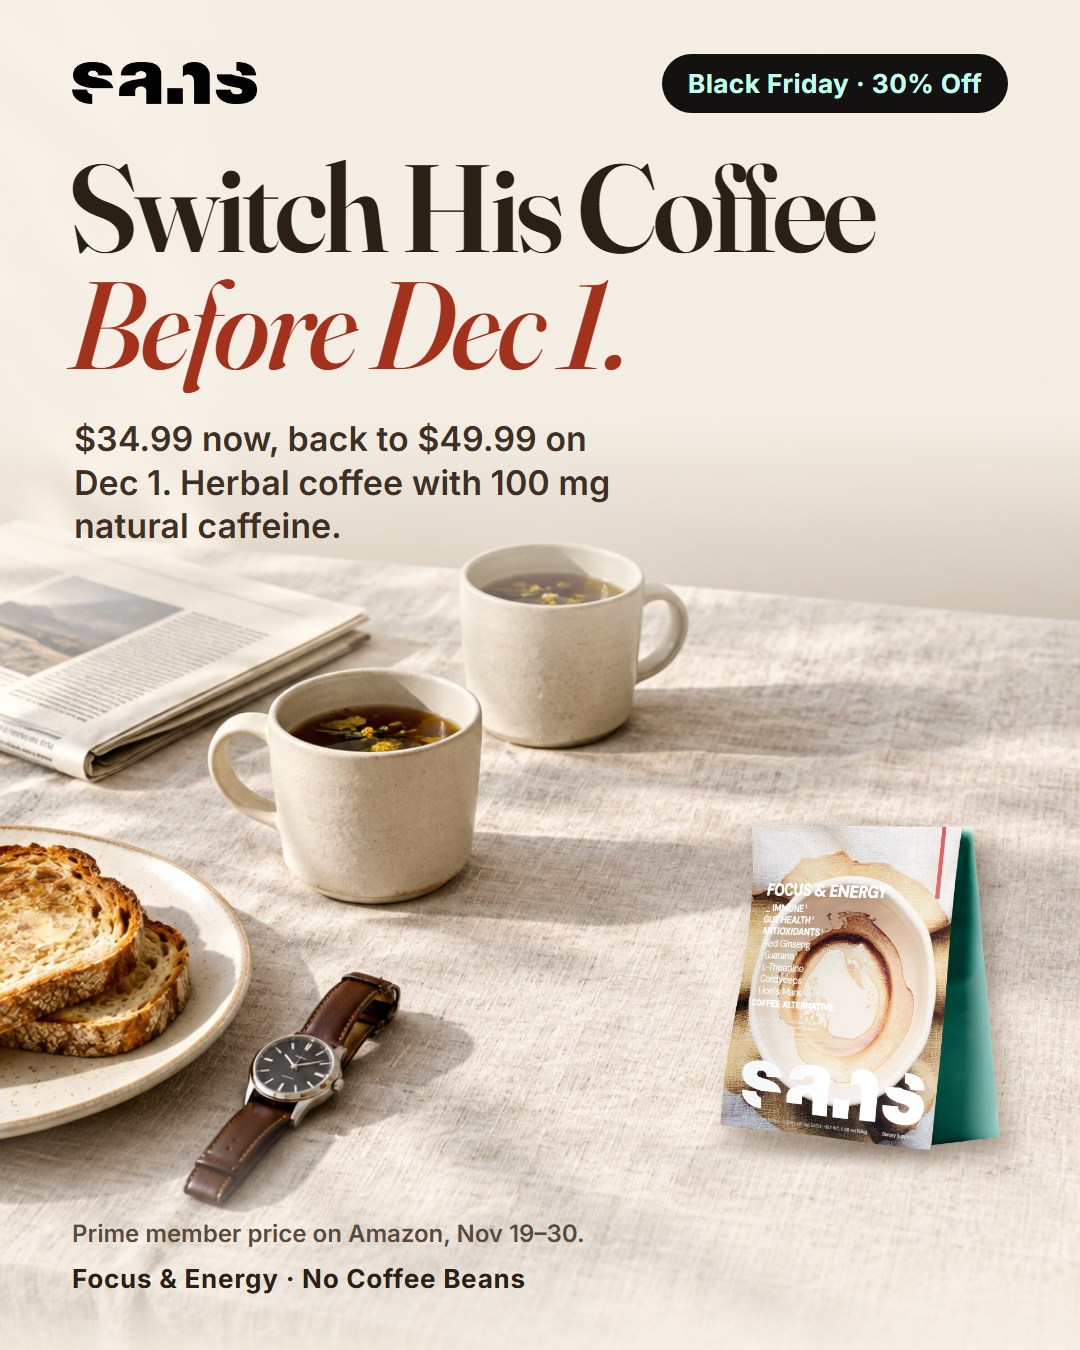 sans
Black Friday · 30% Off
Switch His Coffee
Before Dec 1.
$34.99 now, back to $49.99 on
Dec 1. Herbal coffee with 100 mg
natural caffeine.
FOCUS & ENERGY
IMMUNE
GUT HEALTH
ANTIOXIDANTS
Red Ginseng
Guarana
L-Theanine
Cordyceps
Lion's Mane
COFFEE ALTERNATIVE
sans
Prime member price on Amazon, Nov 19–30.
Focus & Energy · No Coffee Beans